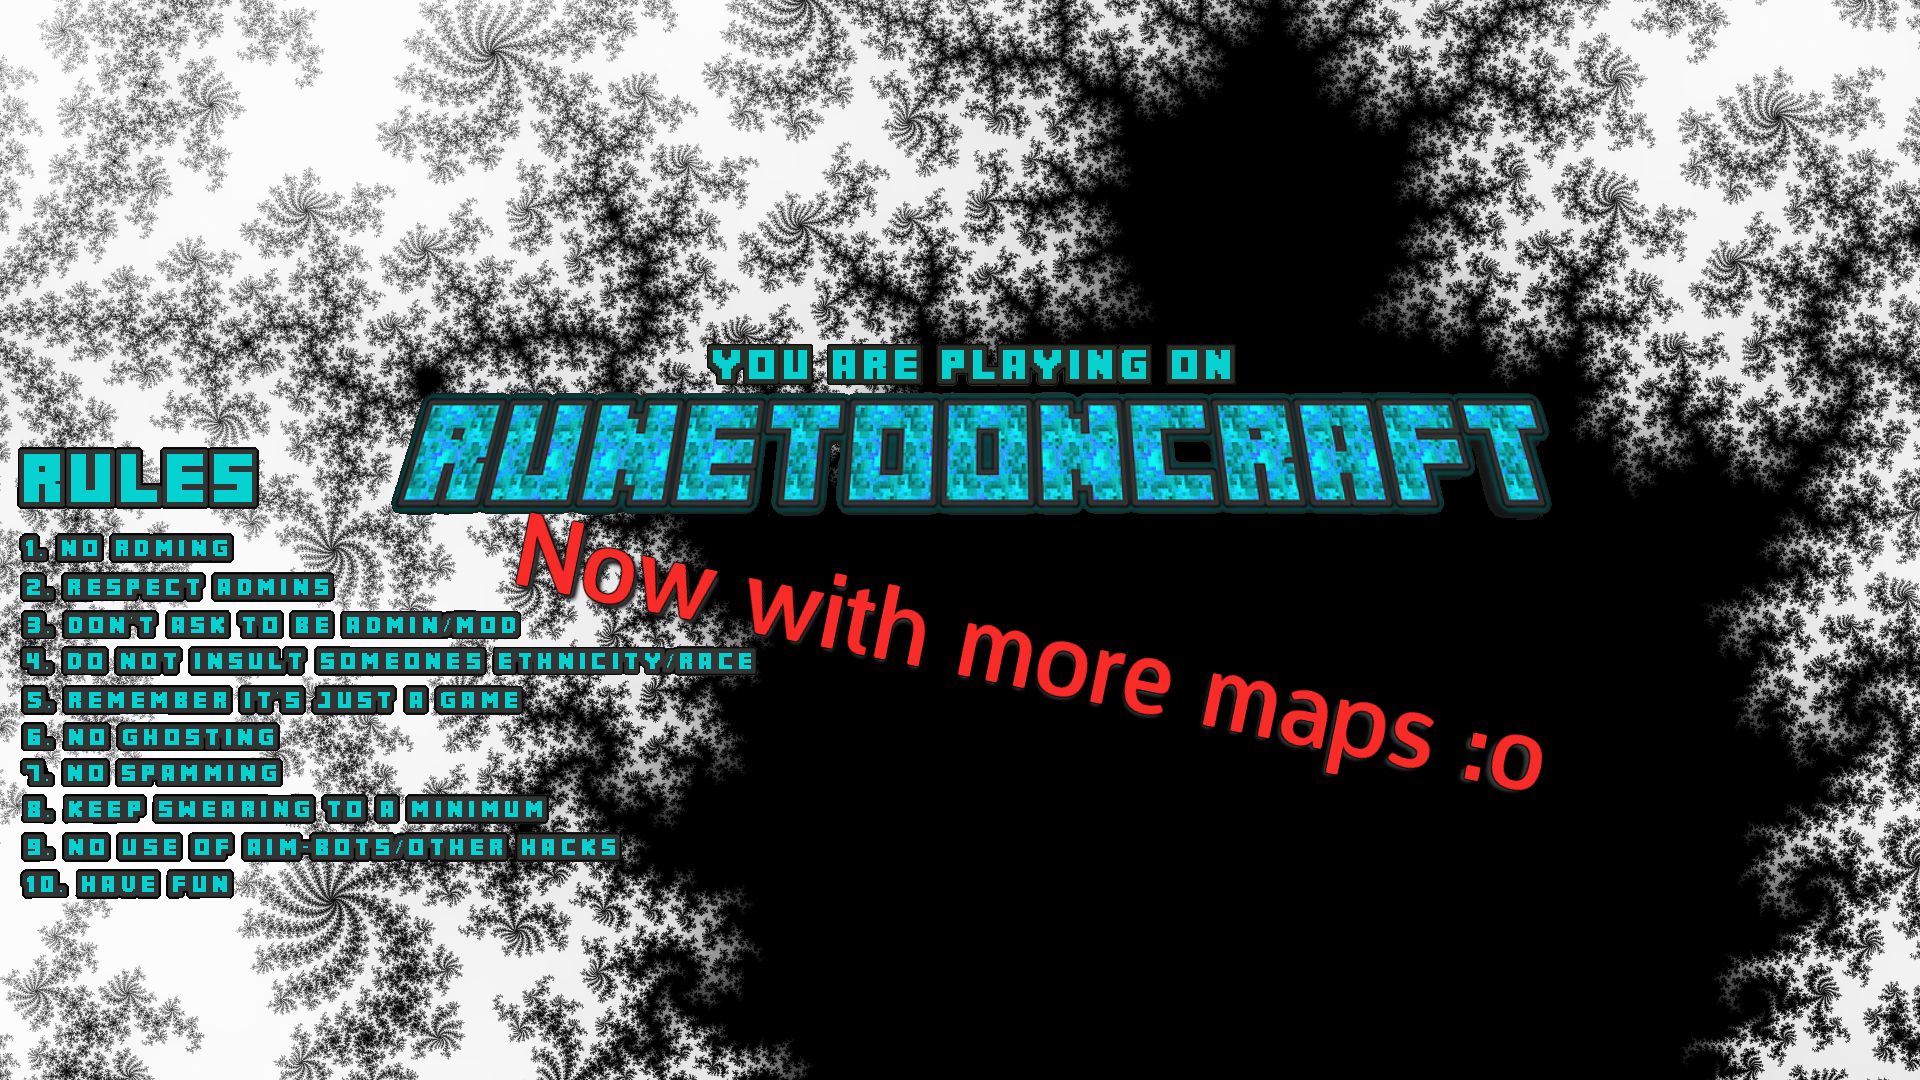 YOU ARE PLAYING ON
RUNETOONCRAFT
Now with more maps :o
RULES
1. NO ADMING
2. RESPECT ADMINS
3. DON'T ASK TO BE ADMIN/MOD
4. DO NOT INSULT SOMEONES ETHNICITY/RACE
5. REMEMBER IT'S JUST A GAME
6. NO GHOSTING
7. NO SPAMMING
8. KEEP SWEARING TO A MINIMUM
9. NO USE OF AIM-BOTS/OTHER HACKS
10. HAVE FUN